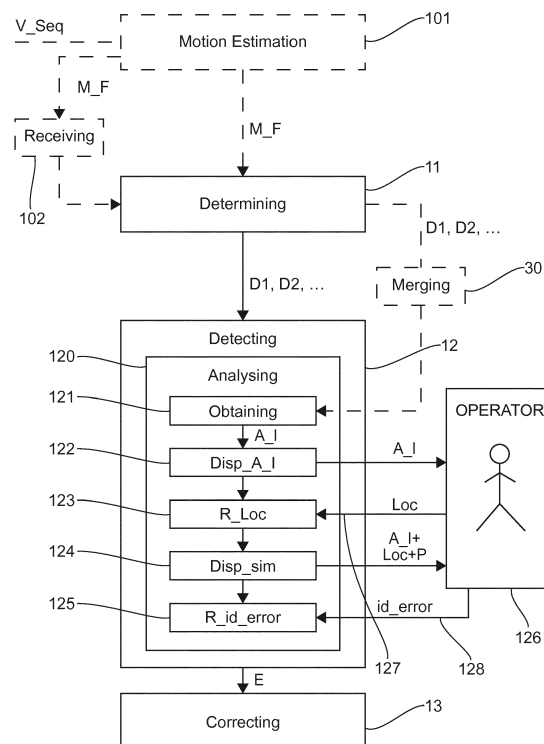 V_Seq
Motion Estimation
101
M_F
Receiving
M_F
102
11
Determining
D1, D2, ...
Merging
30
D1, D2, ...
Detecting
12
120
Analysing
121
Obtaining
OPERATOR
A_I
122
Disp_A_I
A_I
123
R_Loc
Loc
124
Disp_sim
A_I+
Loc+P
125
R_id_error
id_error
126
127
128
E
Correcting
13